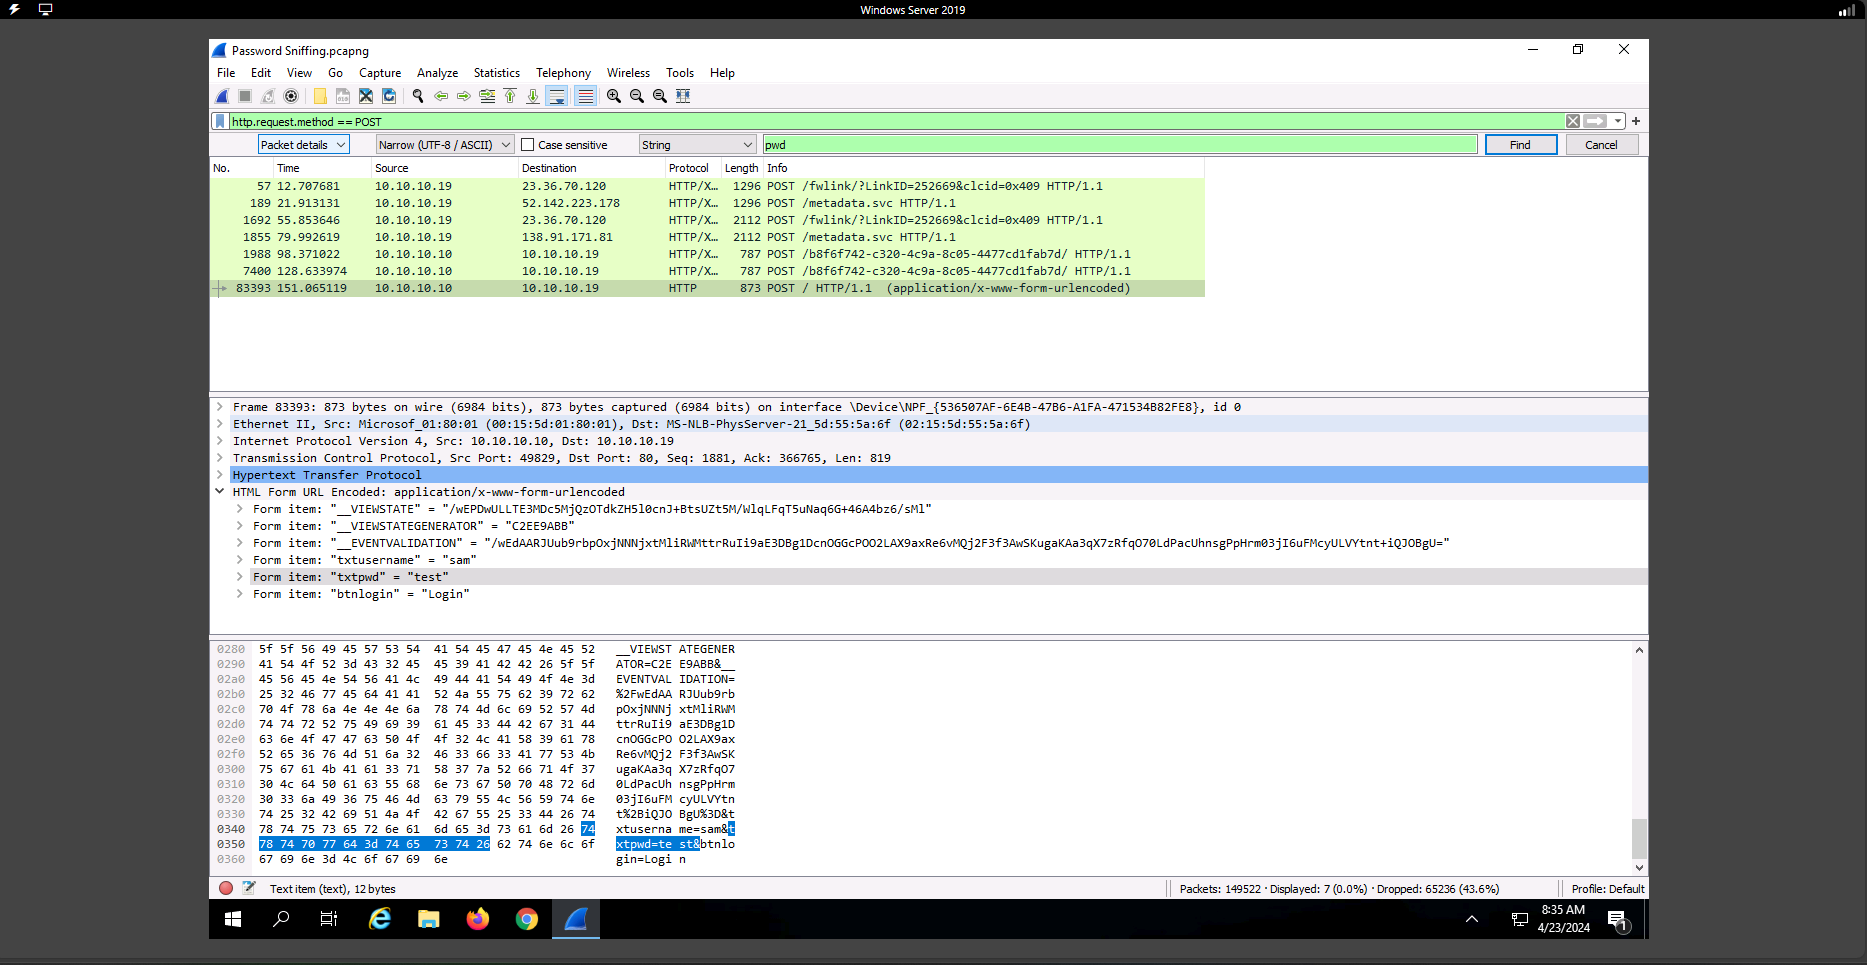 Windows Server 2019
Password Sniffing.pcapng
File Edit View Go Capture Analyze Statistics Telephony Wireless Tools Help
http.request.method == POST
Packet details Narrow (UTF-8 / ASCII) Case sensitive String pwd Find Cancel
No. Time Source Destination Protocol Length Info
57 12.707681 10.10.10.19 23.36.70.120 HTTP/X… 1296 POST /fwlink/?LinkID=252669&clcid=0x409 HTTP/1.1
189 21.913131 10.10.10.19 52.142.223.178 HTTP/X… 1296 POST /metadata.svc HTTP/1.1
1692 55.853646 10.10.10.19 23.36.70.120 HTTP/X… 2112 POST /fwlink/?LinkID=252669&clcid=0x409 HTTP/1.1
1855 79.992619 10.10.10.19 138.91.171.81 HTTP/X… 2112 POST /metadata.svc HTTP/1.1
1988 98.371022 10.10.10.10 10.10.10.19 HTTP/X… 787 POST /b8f6f742-c320-4c9a-8c05-4477cd1fab7d/ HTTP/1.1
7400 128.633974 10.10.10.10 10.10.10.19 HTTP/X… 787 POST /b8f6f742-c320-4c9a-8c05-4477cd1fab7d/ HTTP/1.1
83393 151.065119 10.10.10.10 10.10.10.19 HTTP 873 POST / HTTP/1.1 (application/x-www-form-urlencoded)
Frame 83393: 873 bytes on wire (6984 bits), 873 bytes captured (6984 bits) on interface \Device\NPF_{536507AF-6E4B-47B6-A1FA-471534B82FE8}, id 0
Ethernet II, Src: Microsof_01:80:01 (00:15:5d:01:80:01), Dst: MS-NLB-PhysServer-21_5d:55:5a:6f (02:15:5d:55:5a:6f)
Internet Protocol Version 4, Src: 10.10.10.10, Dst: 10.10.10.19
Transmission Control Protocol, Src Port: 49829, Dst Port: 80, Seq: 1881, Ack: 366765, Len: 819
Hypertext Transfer Protocol
HTML Form URL Encoded: application/x-www-form-urlencoded
Form item: "__VIEWSTATE" = "/wEPDwULLTE3MDc5MjQzOTdkZH5l0cnJ+BtsUZt5M/WlqLFqT5uNaq6G+46A4bz6/sMl"
Form item: "__VIEWSTATEGENERATOR" = "C2EE9ABB"
Form item: "__EVENTVALIDATION" = "/wEdAARJUub9rbpOxjNNNjxtMliRWMttrRuIi9aE3DBg1DcnOGGcPOO2LAX9axRe6vMQj2F3f3AwSKugaKAa3qX7zRfqO70LdPacUhnsgPpHrm03jI6uFMcyULVYtnt+iQJOBgU="
Form item: "txtusername" = "sam"
Form item: "txtpwd" = "test"
Form item: "btnlogin" = "Login"
0280 5f 5f 56 49 45 57 53 54 41 54 45 47 45 4e 45 52 __VIEWST ATEGENER
0290 41 54 4f 52 3d 43 32 45 45 39 41 42 42 26 5f 5f ATOR=C2E E9ABB&__
02a0 45 56 45 4e 54 56 41 4c 49 44 41 54 49 4f 4e 3d EVENTVAL IDATION=
02b0 25 32 46 77 45 64 41 41 52 4a 55 75 62 39 72 62 %2FwEdAA RJUub9rb
02c0 70 4f 78 6a 4e 4e 4e 6a 78 74 4d 6c 69 52 57 4d pOxjNNNj xtMliRWM
02d0 74 74 72 52 75 49 69 39 61 45 33 44 42 67 31 44 ttrRuIi9 aE3DBg1D
02e0 63 6e 4f 47 47 63 50 4f 4f 32 4c 41 58 39 61 78 cnOGGcPO O2LAX9ax
02f0 52 65 36 76 4d 51 6a 32 46 33 66 33 41 77 53 4b Re6vMQj2 F3f3AwSK
0300 75 67 61 4b 41 61 33 71 58 37 7a 52 66 71 4f 37 ugaKAa3q X7zRfqO7
0310 30 4c 64 50 61 63 55 68 6e 73 67 50 70 48 72 6d 0LdPacUh nsgPpHrm
0320 30 33 6a 49 36 75 46 4d 63 79 55 4c 56 59 74 6e 03jI6uFM cyULVYtn
0330 74 25 32 42 69 51 4a 4f 42 67 55 25 33 44 26 74 t%2BiQJO BgU%3D&t
0340 78 74 75 73 65 72 6e 61 6d 65 3d 73 61 6d 26 74 xtuserna me=sam&t
0350 78 74 70 77 64 3d 74 65 73 74 26 62 74 6e 6c 6f xtpwd=te st&btnlo
0360 67 69 6e 3d 4c 6f 67 69 6e gin=Logi n
Text item (text), 12 bytes Packets: 149522 · Displayed: 7 (0.0%) · Dropped: 65236 (43.6%) Profile: Default
8:35 AM
4/23/2024
1